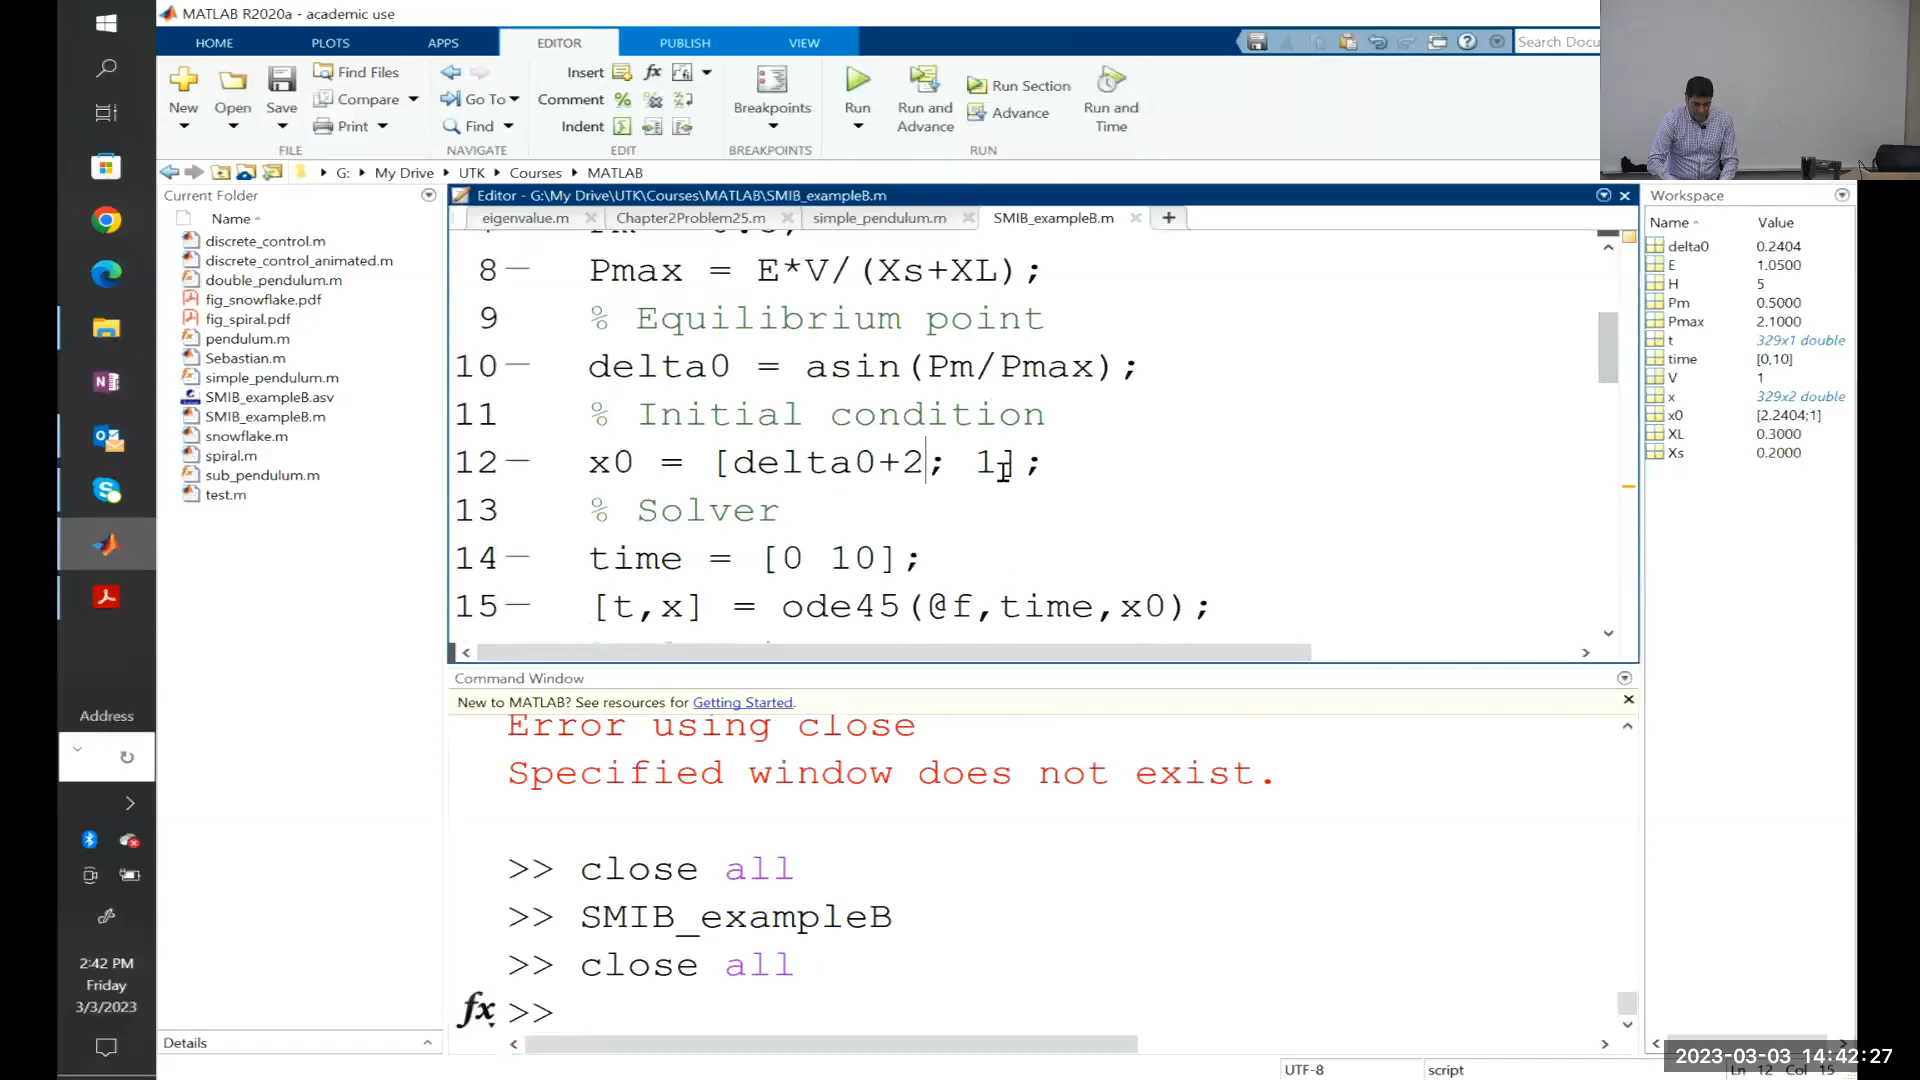 MATLAB R2020a - academic use
HOME PLOTS APPS EDITOR PUBLISH VIEW
Search Docu
New Open Save
Find Files
Compare
Print
FILE
Go To
Find
NAVIGATE
Insert
Comment
Indent
EDIT
Breakpoints
BREAKPOINTS
Run
Run and Advance
Run Section
Advance
Run and Time
RUN
G: My Drive UTK Courses MATLAB
Current Folder
Name
discrete_control.m
discrete_control_animated.m
double_pendulum.m
fig_snowflake.pdf
fig_spiral.pdf
pendulum.m
Sebastian.m
simple_pendulum.m
SMIB_exampleB.asv
SMIB_exampleB.m
snowflake.m
spiral.m
sub_pendulum.m
test.m
Details
Editor - G:\My Drive\UTK\Courses\MATLAB\SMIB_exampleB.m
eigenvalue.m Chapter2Problem25.m simple_pendulum.m SMIB_exampleB.m
8 Pmax = E*V/(Xs+XL);
9 % Equilibrium point
10 delta0 = asin(Pm/Pmax);
11 % Initial condition
12 x0 = [delta0+2; 1];
13 % Solver
14 time = [0 10];
15 [t,x] = ode45(@f,time,x0);
Command Window
New to MATLAB? See resources for Getting Started.
Error using close
Specified window does not exist.
>> close all
>> SMIB_exampleB
>> close all
fx >>
UTF-8 script
Workspace
Name Value
delta0 0.2404
E 1.0500
H 5
Pm 0.5000
Pmax 2.1000
t 329x1 double
time [0,10]
V 1
x 329x2 double
x0 [2.2404;1]
XL 0.3000
Xs 0.2000
Address
2:42 PM
Friday
3/3/2023
2023-03-03 14:42:27
Ln 12 Col 15